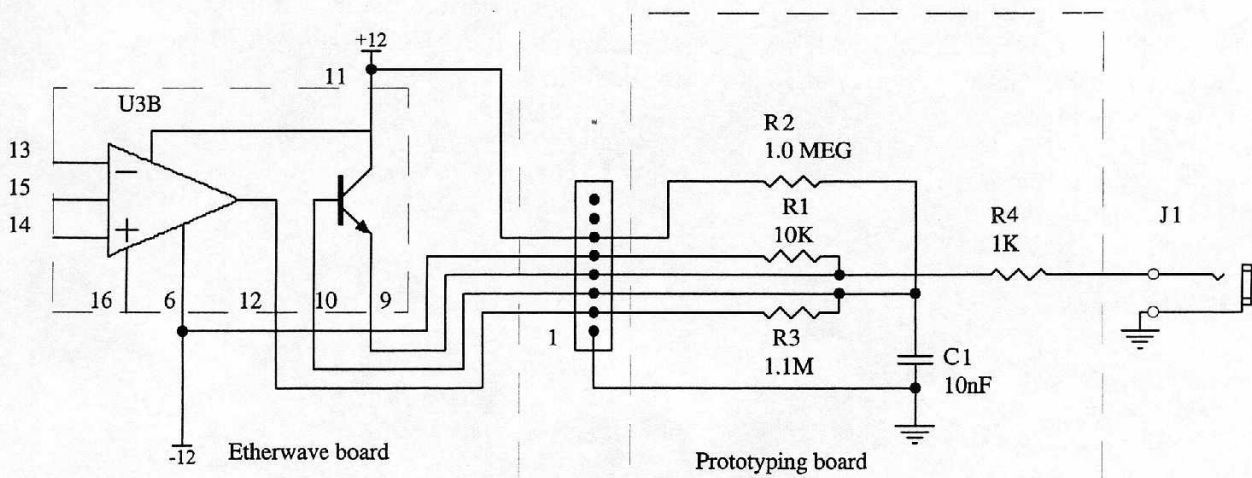 +12
11
U3B
13
15
14
16 6 12 10 9
-12
Etherwave board
1
R2
1.0 MEG
R1
10K
R3
1.1M
R4
1K
J1
C1
10nF
Prototyping board